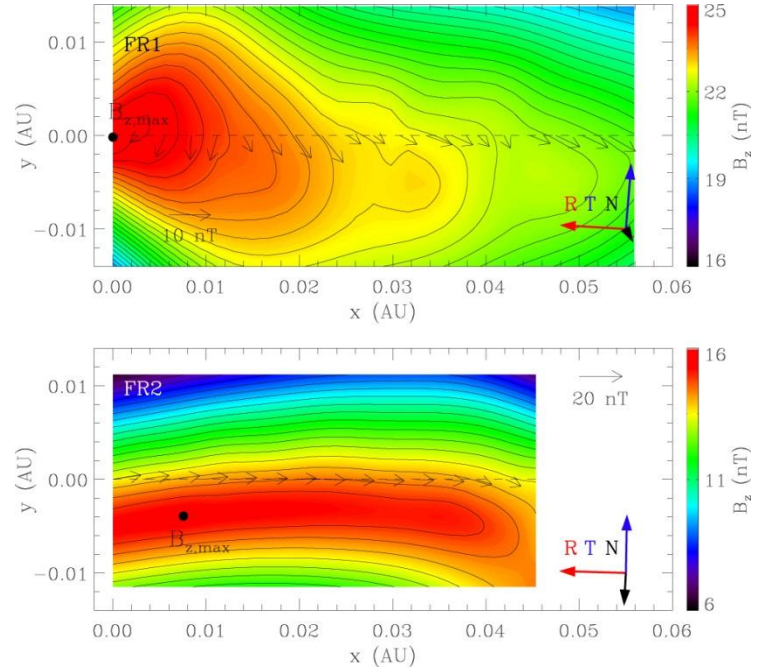 FR1
B_z,max
10 nT
R T N
y (AU)
0.01
0.00
−0.01
0.00 0.01 0.02 0.03 0.04 0.05 0.06
x (AU)
25
22
19
16
B_z (nT)
FR2
B_z,max
20 nT
R T N
y (AU)
0.01
0.00
−0.01
0.00 0.01 0.02 0.03 0.04 0.05 0.06
x (AU)
16
11
6
B_z (nT)